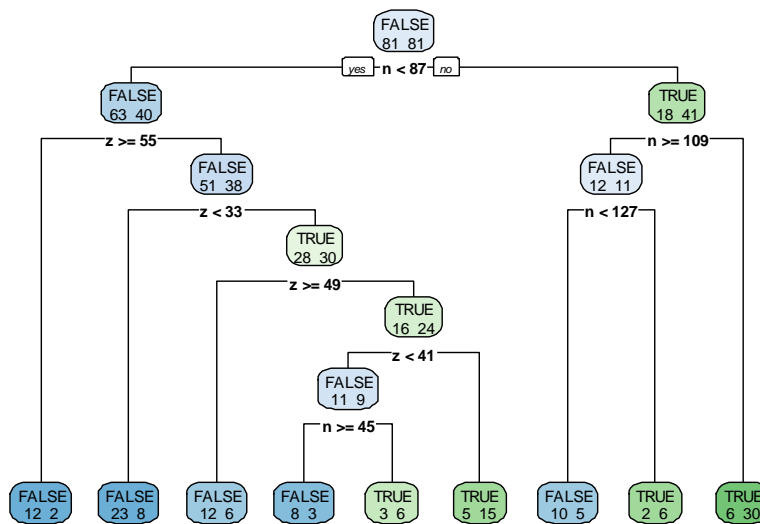 FALSE
81 81
yes n < 87 no
FALSE
63 40
TRUE
18 41
z >= 55
n >= 109
FALSE
51 38
FALSE
12 11
z < 33
n < 127
TRUE
28 30
z >= 49
TRUE
16 24
z < 41
FALSE
11 9
n >= 45
FALSE
12 2
FALSE
23 8
FALSE
12 6
FALSE
8 3
TRUE
3 6
TRUE
5 15
FALSE
10 5
TRUE
2 6
TRUE
6 30